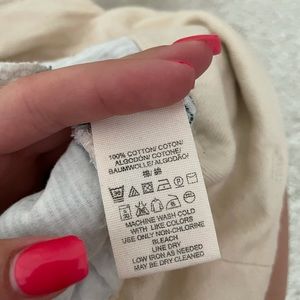 100% COTTON/ COTON/
ALGODÓN/ COTONE/
BAUMWOLLE/ ALGODÃO/
MACHINE WASH COLD
WITH LIKE COLORS
USE ONLY NON-CHLORINE
BLEACH
LINE DRY
LOW IRON AS NEEDED
MAY BE DRY CLEANED